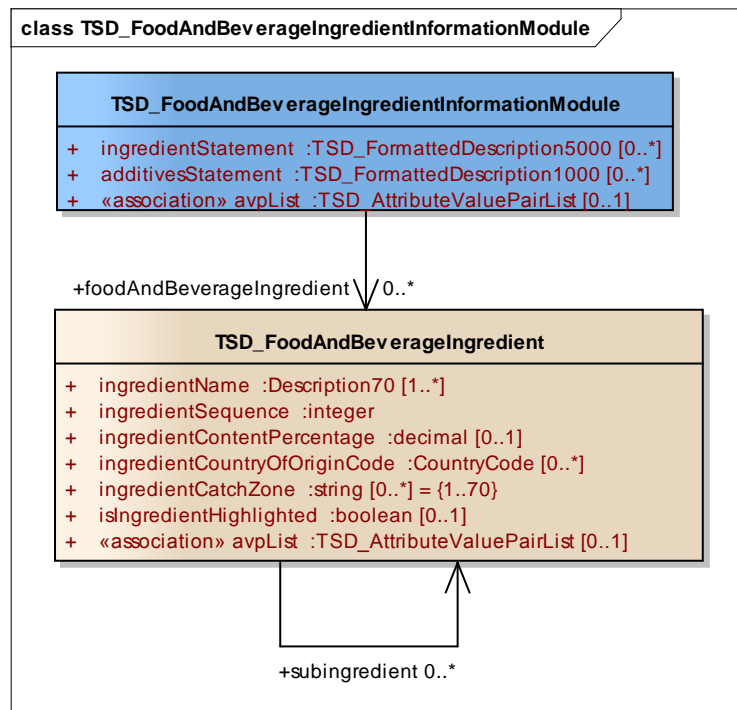 class TSD_FoodAndBeverageIngredientInformationModule
TSD_FoodAndBeverageIngredientInformationModule
+ ingredientStatement :TSD_FormattedDescription5000 [0..*]
+ additivesStatement :TSD_FormattedDescription1000 [0..*]
+ «association» avpList :TSD_AttributeValuePairList [0..1]
+foodAndBeverageIngredient 0..*
TSD_FoodAndBeverageIngredient
+ ingredientName :Description70 [1..*]
+ ingredientSequence :integer
+ ingredientContentPercentage :decimal [0..1]
+ ingredientCountryOfOriginCode :CountryCode [0..*]
+ ingredientCatchZone :string [0..*] = {1..70}
+ isIngredientHighlighted :boolean [0..1]
+ «association» avpList :TSD_AttributeValuePairList [0..1]
+subingredient 0..*